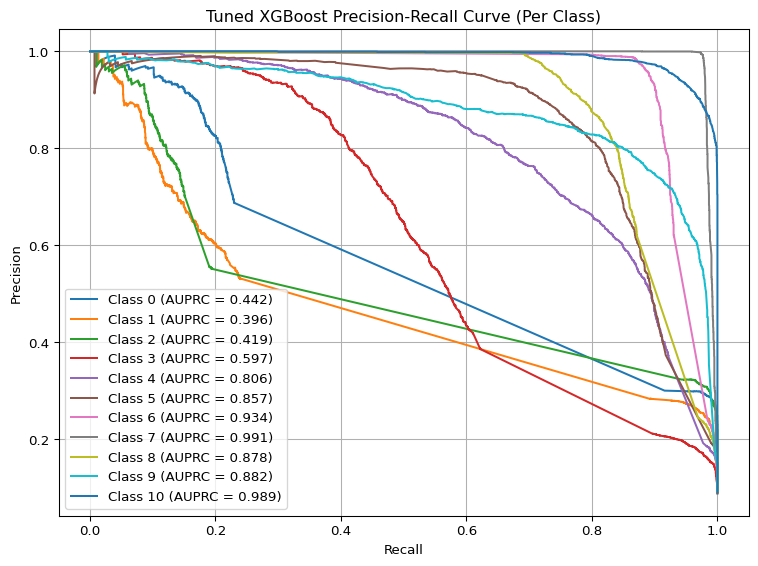 Tuned XGBoost Precision-Recall Curve (Per Class)
1.0
0.8
0.6
0.4
0.2
Precision
Class 0 (AUPRC = 0.442)
Class 1 (AUPRC = 0.396)
Class 2 (AUPRC = 0.419)
Class 3 (AUPRC = 0.597)
Class 4 (AUPRC = 0.806)
Class 5 (AUPRC = 0.857)
Class 6 (AUPRC = 0.934)
Class 7 (AUPRC = 0.991)
Class 8 (AUPRC = 0.878)
Class 9 (AUPRC = 0.882)
Class 10 (AUPRC = 0.989)
0.0 0.2 0.4 0.6 0.8 1.0
Recall